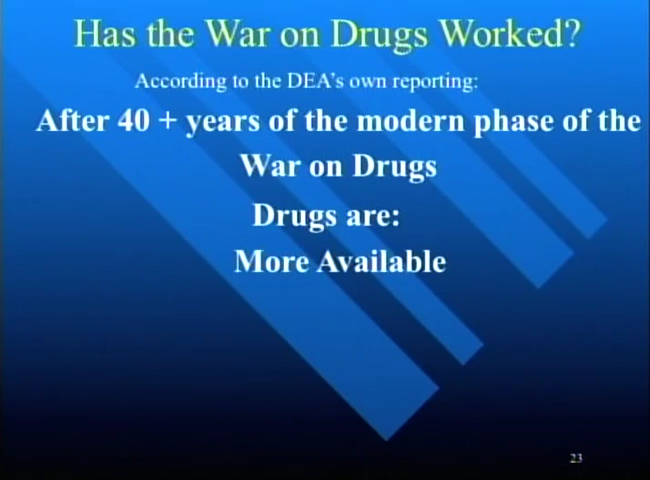 Has the War on Drugs Worked?
According to the DEA's own reporting:
After 40 + years of the modern phase of the
War on Drugs
Drugs are:
More Available
23